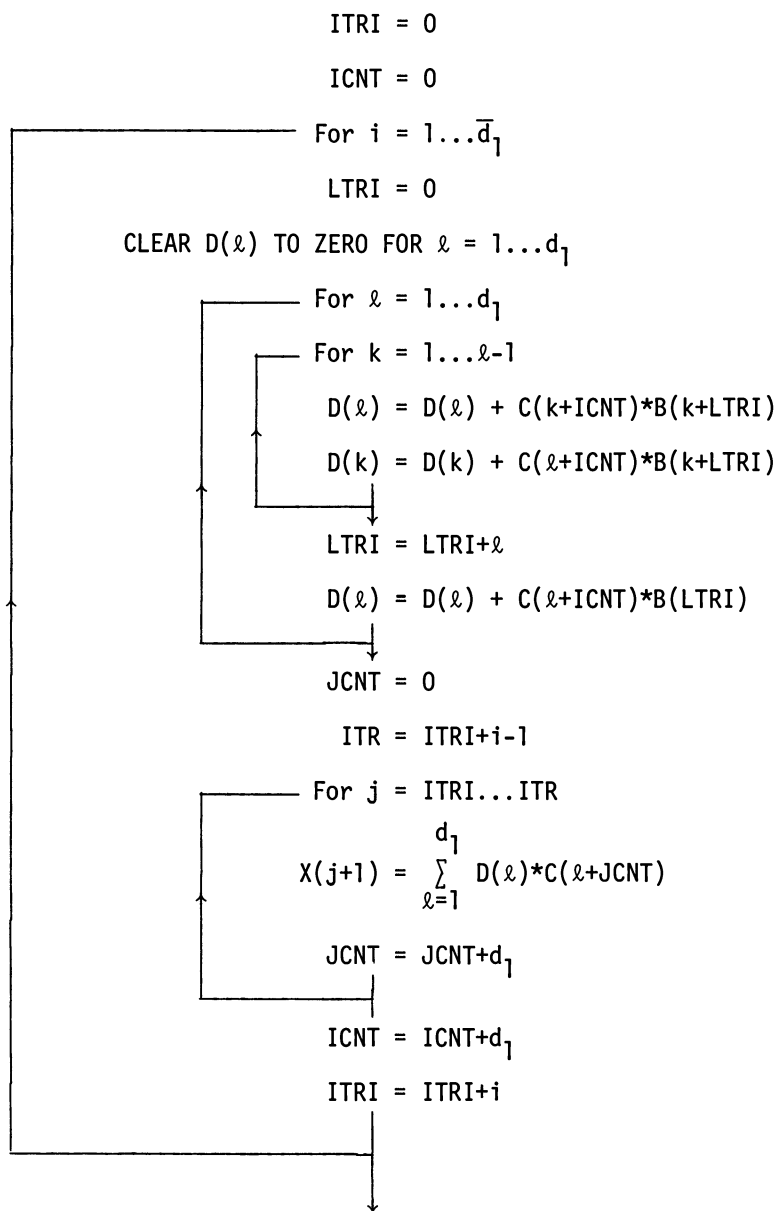 ITRI = 0
ICNT = 0
For i = 1...d̅₁
LTRI = 0
CLEAR D(ℓ) TO ZERO FOR ℓ = 1...d₁
For ℓ = 1...d₁
For k = 1...ℓ-1
D(ℓ) = D(ℓ) + C(k+ICNT)*B(k+LTRI)
D(k) = D(k) + C(ℓ+ICNT)*B(k+LTRI)
LTRI = LTRI+ℓ
D(ℓ) = D(ℓ) + C(ℓ+ICNT)*B(LTRI)
JCNT = 0
ITR = ITRI+i-1
For j = ITRI...ITR
d₁
X(j+1) = Σ D(ℓ)*C(ℓ+JCNT)
ℓ=1
JCNT = JCNT+d₁
ICNT = ICNT+d₁
ITRI = ITRI+i